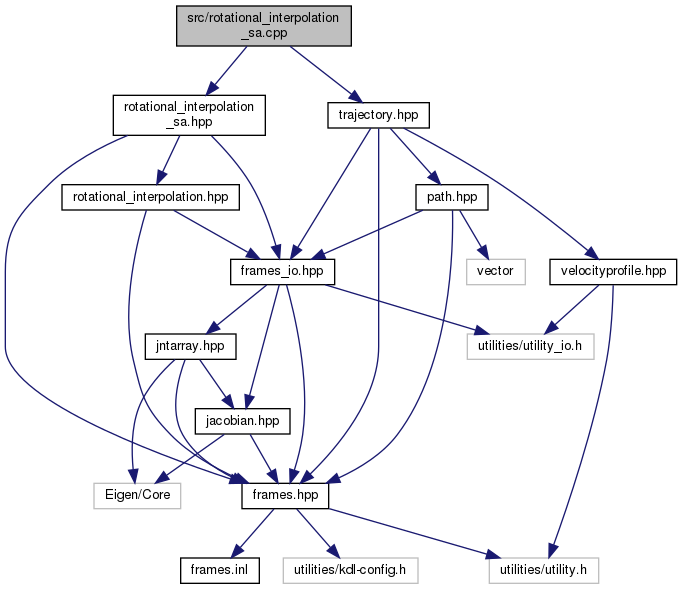 src/rotational_interpolation
_sa.cpp
rotational_interpolation
_sa.hpp
trajectory.hpp
rotational_interpolation.hpp
path.hpp
frames_io.hpp
vector
velocityprofile.hpp
jntarray.hpp
utilities/utility_io.h
jacobian.hpp
Eigen/Core
frames.hpp
frames.inl
utilities/kdl-config.h
utilities/utility.h